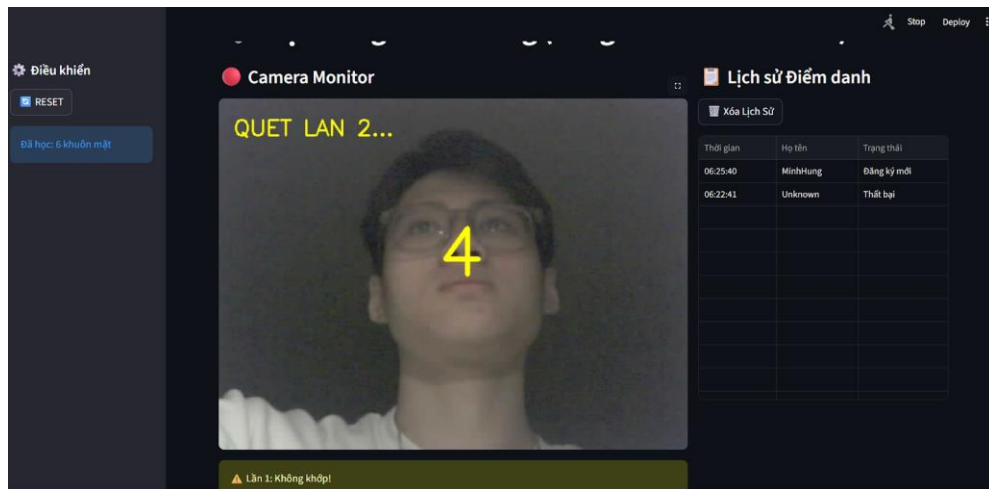 Stop Deploy
Điều khiển
RESET
Đã học: 6 khuôn mặt
Camera Monitor
QUET LAN 2...
4
Lần 1: Không khớp!
Lịch sử Điểm danh
Xóa Lịch Sử
Thời gian Họ tên Trạng thái
06:25:40 MinhHung Đăng ký mới
06:22:41 Unknown Thất bại